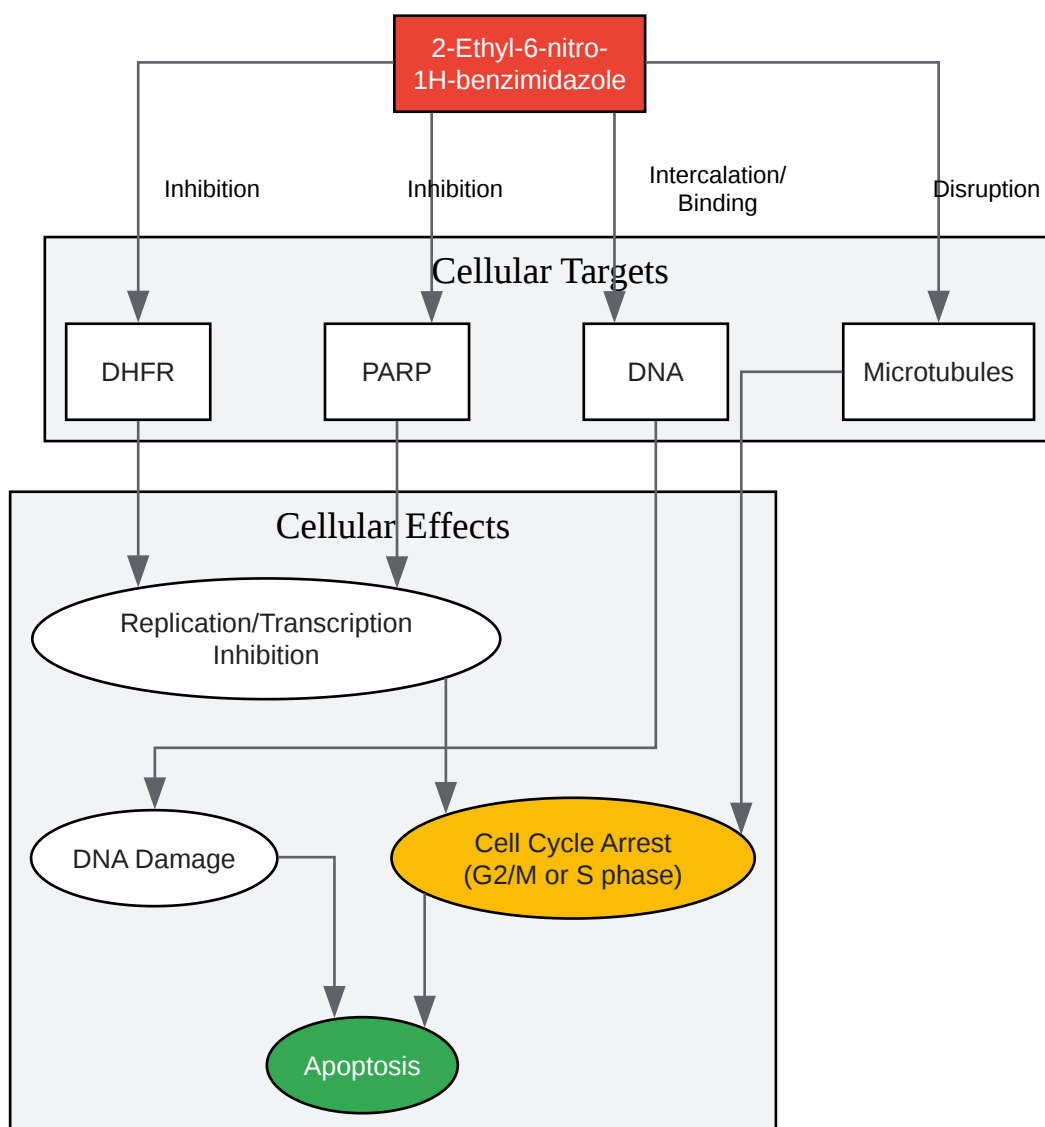 2-Ethyl-6-nitro-
1H-benzimidazole
Inhibition
Inhibition
Intercalation/
Binding
Disruption
Cellular Targets
DHFR
PARP
DNA
Microtubules
Cellular Effects
Replication/Transcription
Inhibition
DNA Damage
Cell Cycle Arrest
(G2/M or S phase)
Apoptosis